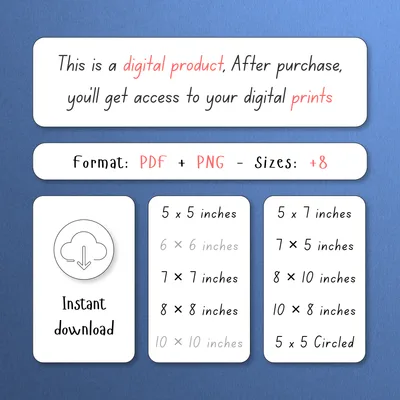 This is a digital product, After purchase,
you'll get access to your digital prints
Format: PDF + PNG - Sizes: +8
Instant
download
5 x 5 inches
6 × 6 inches
7 × 7 inches
8 × 8 inches
10 × 10 inches
5 x 7 inches
7 × 5 inches
8 × 10 inches
10 × 8 inches
5 x 5 Circled